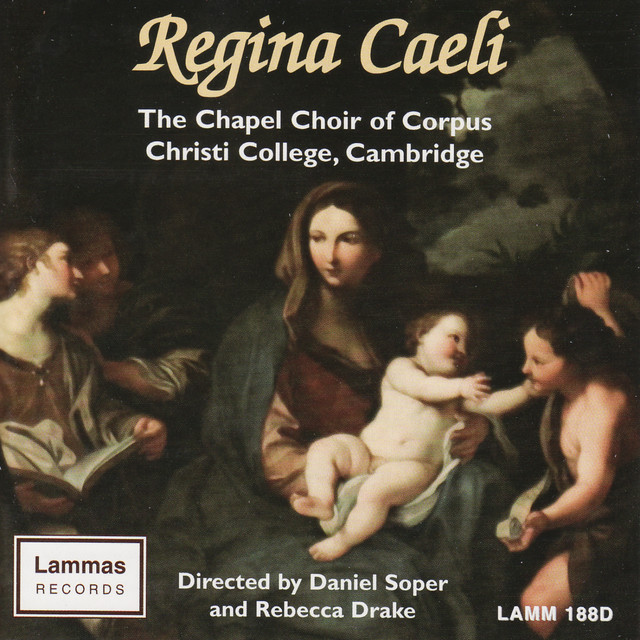 Regina Caeli
The Chapel Choir of Corpus
Christi College, Cambridge
Lammas
RECORDS
Directed by Daniel Soper
and Rebecca Drake
LAMM 188D